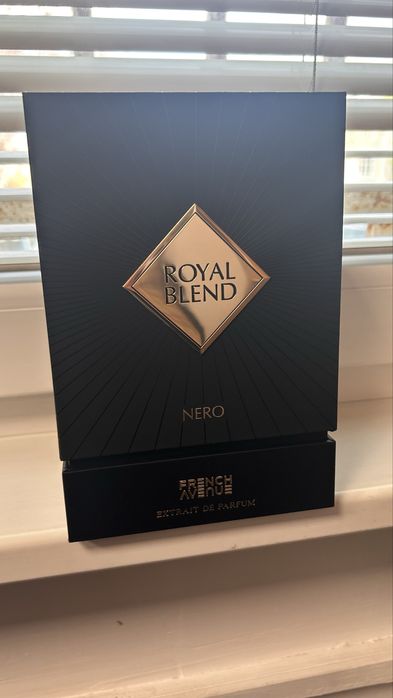 ROYAL
BLEND
NERO
FRENCH
AVENUE
EXTRAIT DE PARFUM